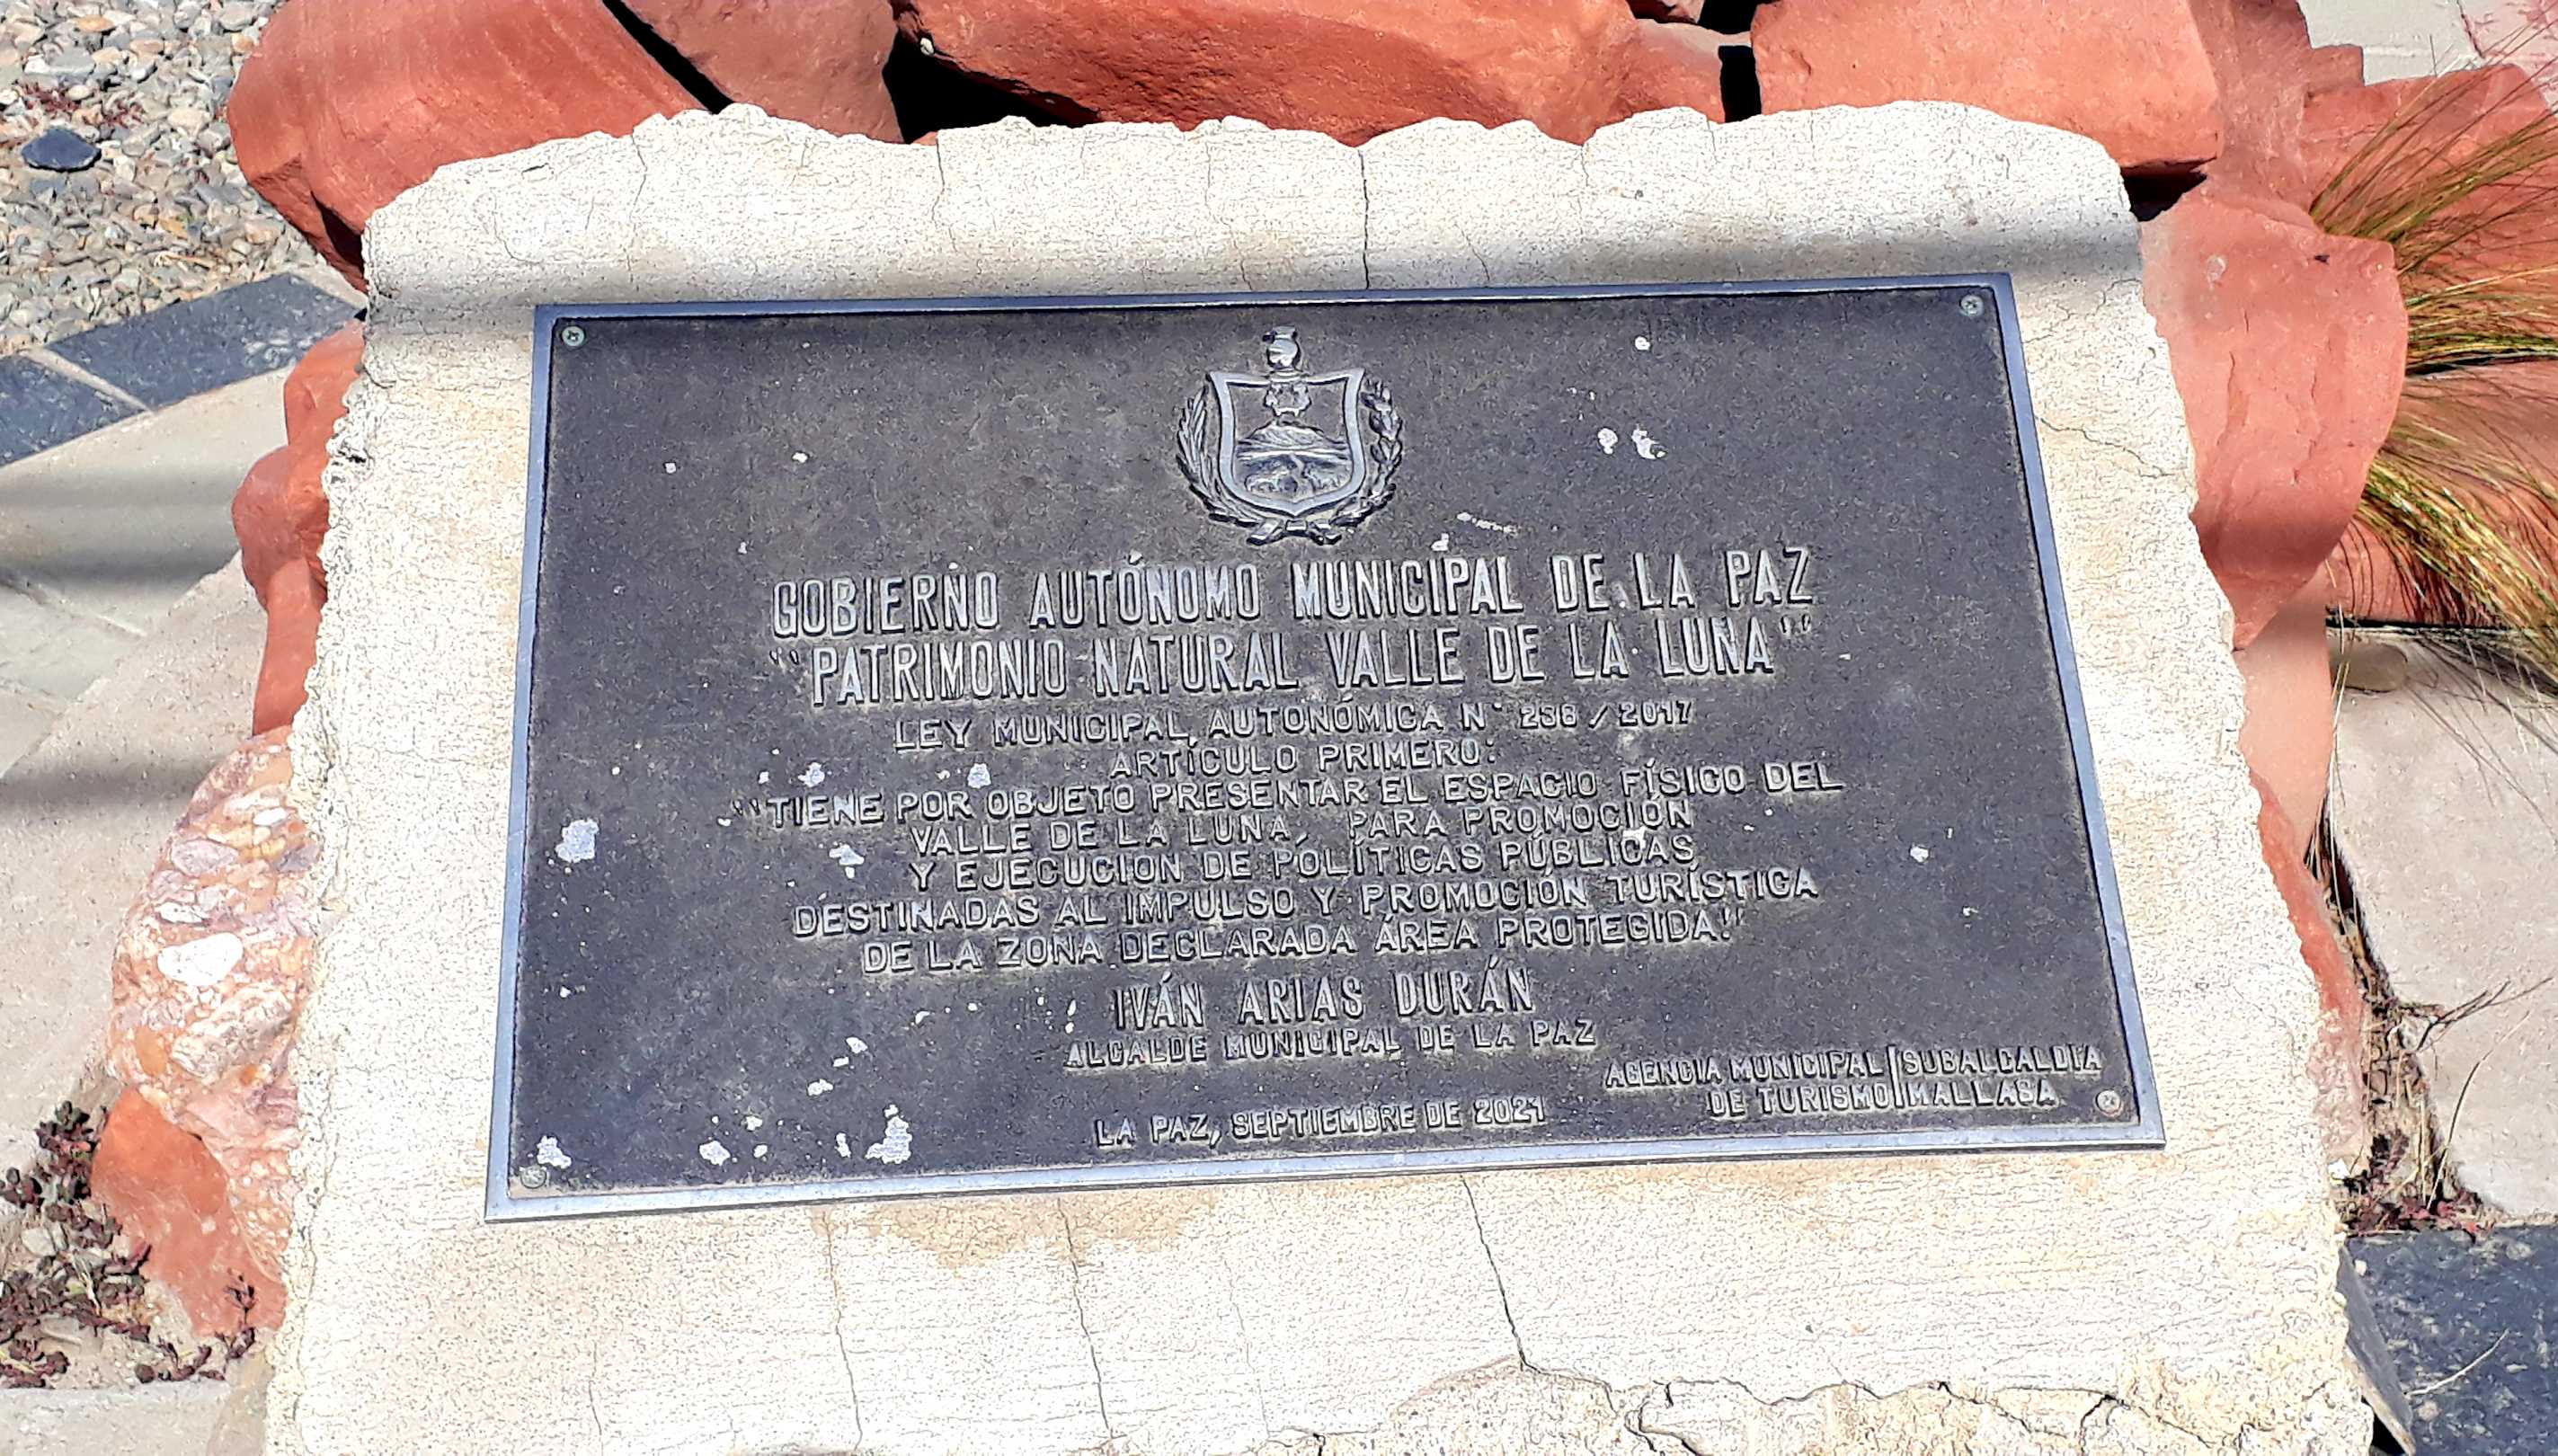 GOBIERNO AUTÓNOMO MUNICIPAL DE LA PAZ
"PATRIMONIO NATURAL VALLE DE LA LUNA"
LEY MUNICIPAL AUTONÓMICA N° 238 / 2017
ARTÍCULO PRIMERO:
"TIENE POR OBJETO PRESENTAR EL ESPACIO FÍSICO DEL
VALLE DE LA LUNA, PARA PROMOCIÓN
Y EJECUCION DE POLÍTICAS PÚBLICAS
DESTINADAS AL IMPULSO Y PROMOCIÓN TURÍSTICA
DE LA ZONA DECLARADA ÁREA PROTEGIDA."
IVÁN ARIAS DURÁN
ALCALDE MUNICIPAL DE LA PAZ
AGENCIA MUNICIPAL DE TURISMO
SUBALCALDÍA MALLASA
LA PAZ, SEPTIEMBRE DE 2021